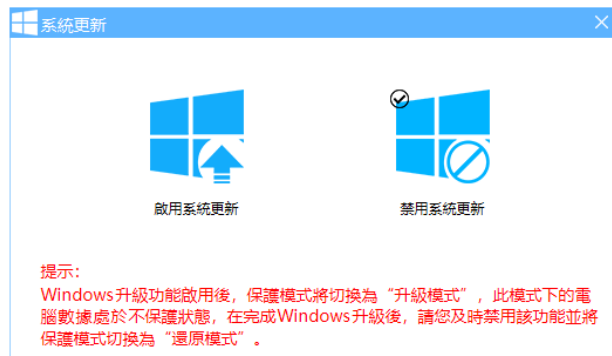 系統更新
啟用系統更新
禁用系統更新
提示：
Windows升級功能啟用後，保護模式將切換為“升級模式”，此模式下的電
腦數據處於不保護狀態，在完成Windows升級後，請您及時禁用該功能並將
保護模式切換為“還原模式”。